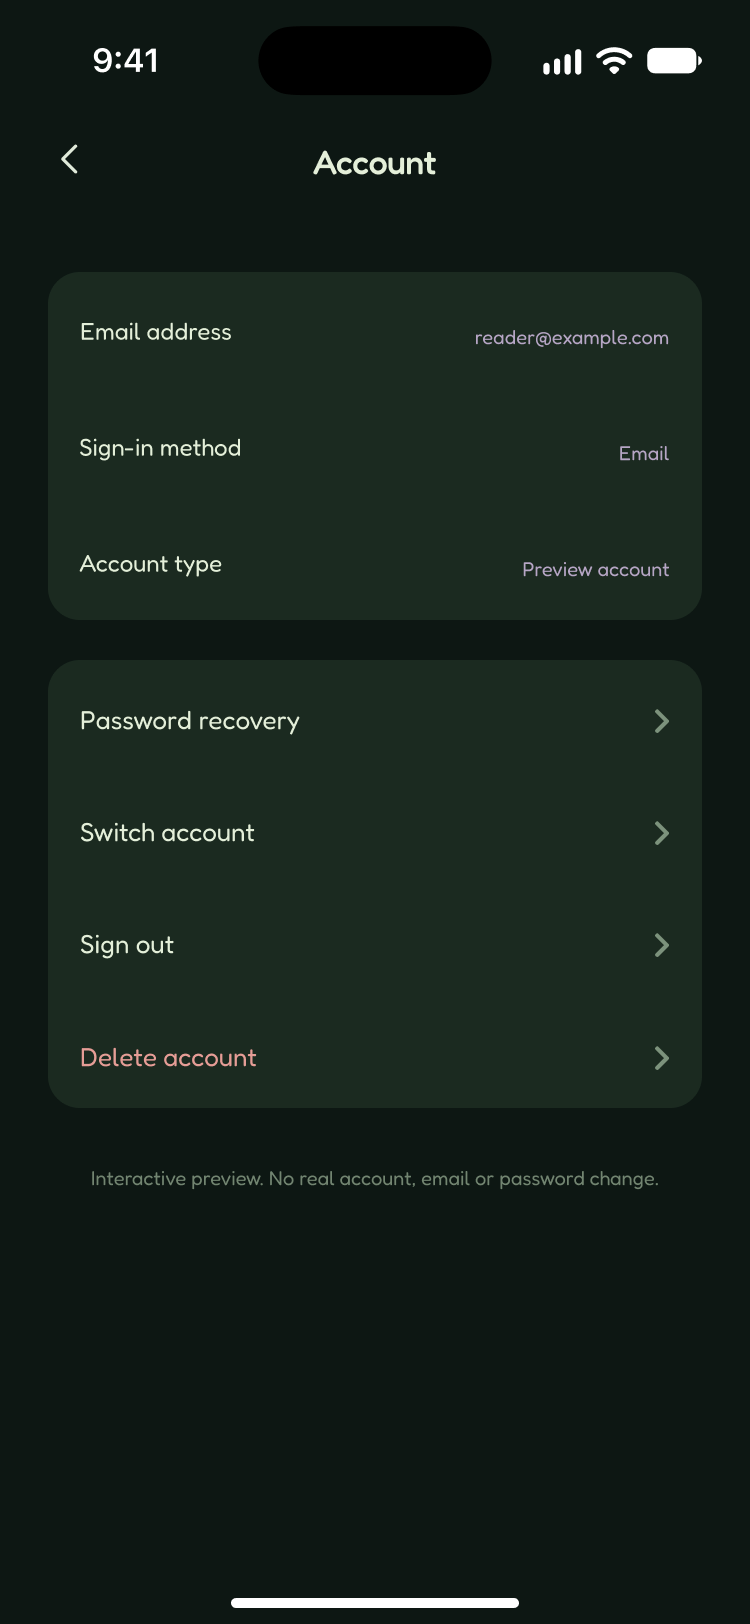 9:41
Account
Email address reader@example.com
Sign-in method Email
Account type Preview account
Password recovery
Switch account
Sign out
Delete account
Interactive preview. No real account, email or password change.